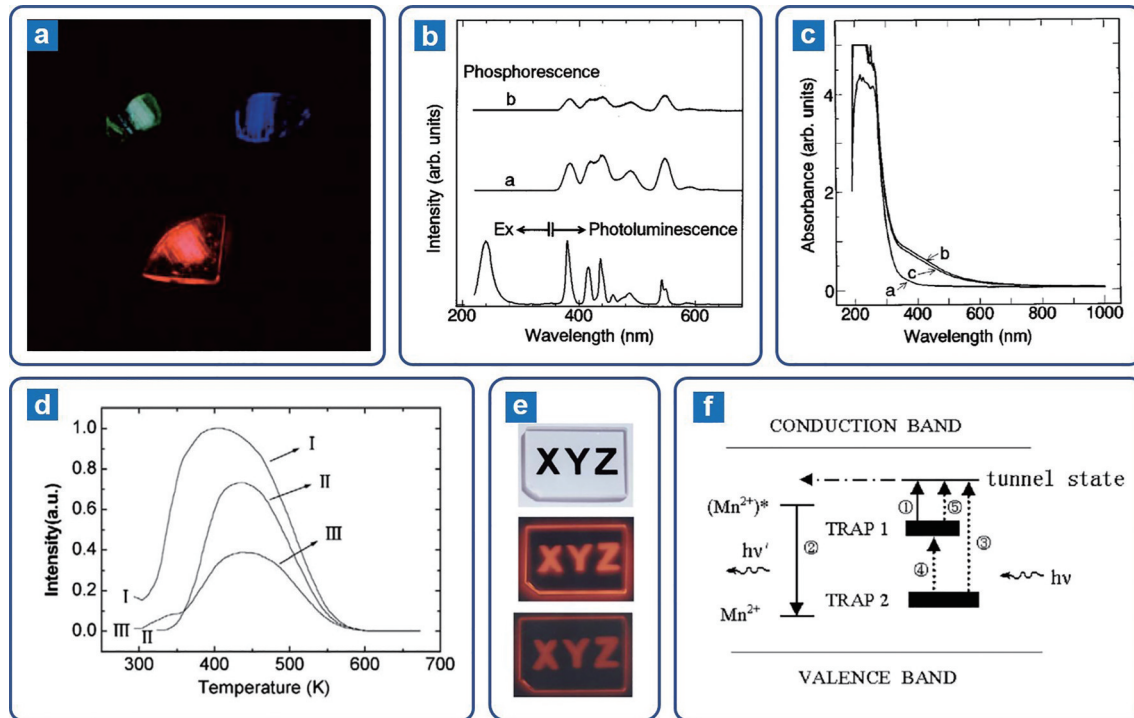 a
b
Phosphorescence
b
a
Ex
Photoluminescence
Intensity (arb. units)
200 400 600
Wavelength (nm)
c
4
2
0
Absorbance (arb. units)
b
c
a
200 400 600 800 1000
Wavelength (nm)
d
1.0
0.8
0.6
0.4
0.2
0.0
Intensity(a.u.)
I
II
III
I
III II
300 400 500 600 700
Temperature (K)
e
XYZ
XYZ
XYZ
f
CONDUCTION BAND
tunnel state
(Mn²⁺)*
① ⑤
TRAP 1
② ③
hν'
④
hν
TRAP 2
Mn²⁺
VALENCE BAND